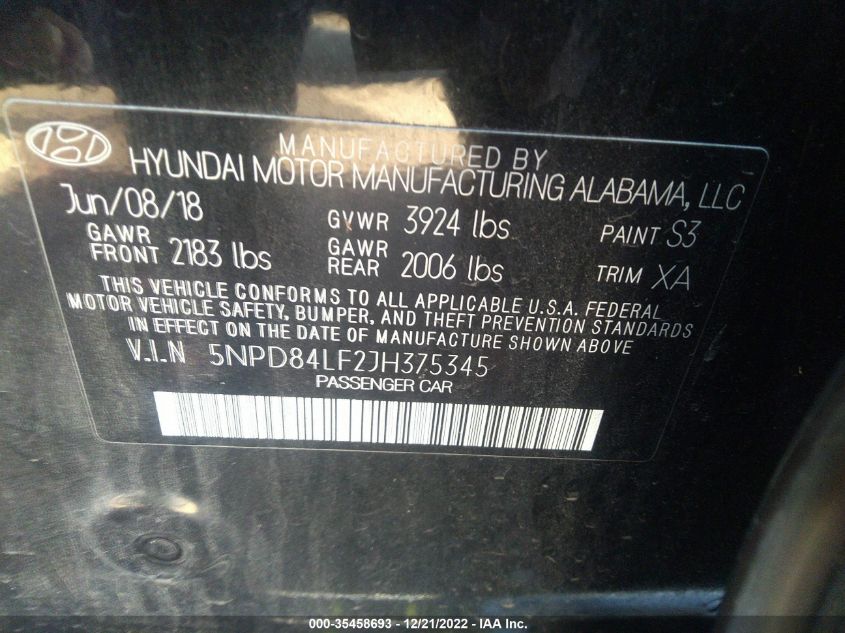 MANUFACTURED BY
HYUNDAI MOTOR MANUFACTURING ALABAMA, LLC
Jun/08/18 GVWR 3924 lbs PAINT S3
GAWR FRONT 2183 lbs GAWR REAR 2006 lbs TRIM XA
THIS VEHICLE CONFORMS TO ALL APPLICABLE U.S.A. FEDERAL
MOTOR VEHICLE SAFETY, BUMPER, AND THEFT PREVENTION STANDARDS
IN EFFECT ON THE DATE OF MANUFACTURE SHOWN ABOVE
V.I.N 5NPD84LF2JH375345
PASSENGER CAR
000-35458693 - 12/21/2022 - IAA Inc.